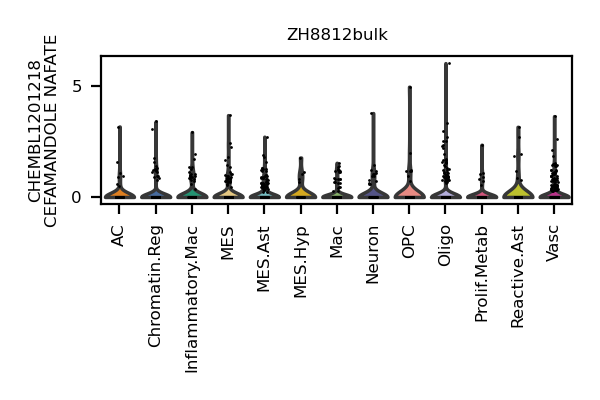 ZH8812bulk
CHEMBL1201218
CEFAMANDOLE NAFATE
5
0
AC
Chromatin.Reg
Inflammatory.Mac
MES
MES.Ast
MES.Hyp
Mac
Neuron
OPC
Oligo
Prolif.Metab
Reactive.Ast
Vasc